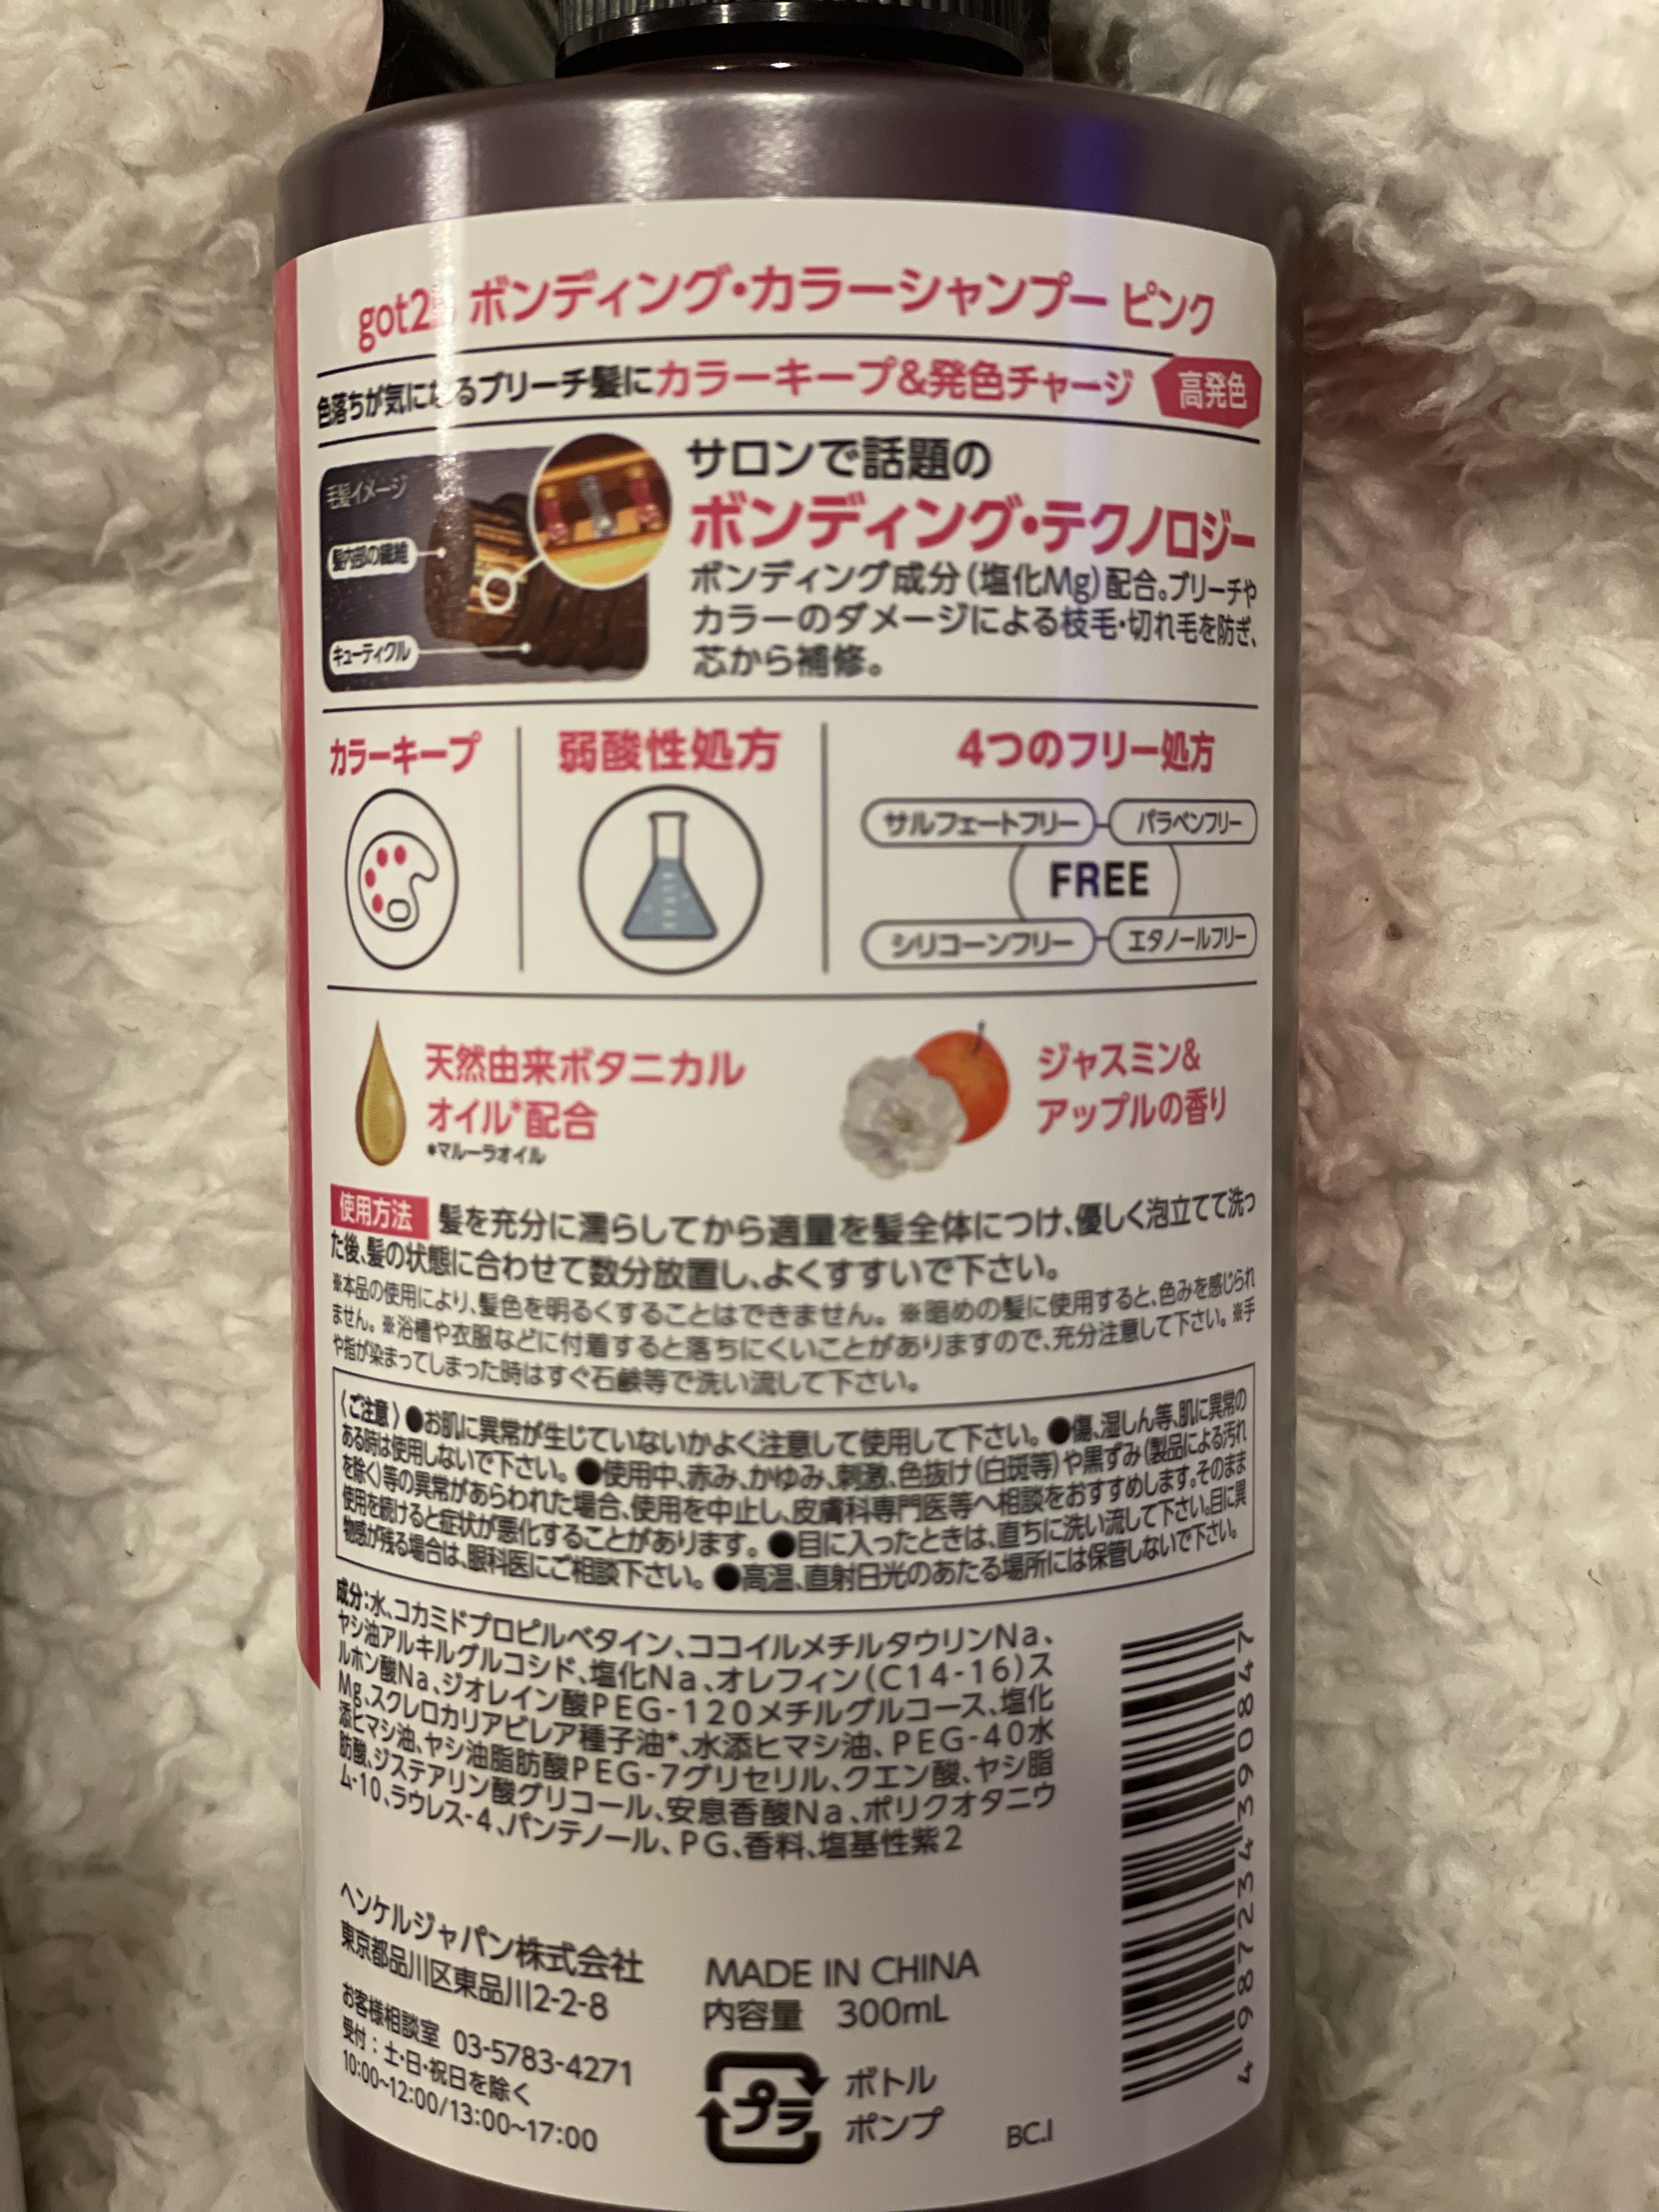 got2b ボンディング・カラーシャンプー ピンク
色落ちが気になるブリーチ髪にカラーキープ&発色チャージ 高発色
毛髪イメージ
髪内部の繊維
キューティクル
サロンで話題の
ボンディング・テクノロジー
ボンディング成分(塩化Mg)配合。ブリーチや
カラーのダメージによる枝毛・切れ毛を防ぎ、
芯から補修。
カラーキープ
弱酸性処方
4つのフリー処方
サルフェートフリー パラベンフリー
FREE
シリコーンフリー エタノールフリー
天然由来ボタニカル
オイル*配合
*マルーラオイル
ジャスミン&
アップルの香り
使用方法 髪を充分に濡らしてから適量を髪全体につけ、優しく泡立てて洗っ
た後、髪の状態に合わせて数分放置し、よくすすいで下さい。
※本品の使用により、髪色を明るくすることはできません。※暗めの髪に使用すると、色みを感じられ
ません。※浴槽や衣服などに付着すると落ちにくいことがありますので、充分注意して下さい。※手
や指が染まってしまった時はすぐ石鹸等で洗い流して下さい。
〈ご注意〉●お肌に異常が生じていないかよく注意して使用して下さい。●傷、湿しん等、肌に異常の
ある時は使用しないで下さい。●使用中、赤み、かゆみ、刺激、色抜け(白斑等)や黒ずみ(製品による汚れ
を除く)等の異常があらわれた場合、使用を中止し、皮膚科専門医等へ相談をおすすめします。そのまま
使用を続けると症状が悪化することがあります。●目に入ったときは、直ちに洗い流して下さい。目に異
物感が残る場合は、眼科医にご相談下さい。●高温、直射日光のあたる場所には保管しないで下さい。
成分:水、コカミドプロピルベタイン、ココイルメチルタウリンNa、
ヤシ油アルキルグルコシド、塩化Na、オレフィン(C14-16)ス
ルホン酸Na、ジオレイン酸PEG-120メチルグルコース、塩化
Mg、スクレロカリアビレア種子油*、水添ヒマシ油、PEG-40水
添ヒマシ油、ヤシ油脂肪酸PEG-7グリセリル、クエン酸、ヤシ脂
肪酸、ジステアリン酸グリコール、安息香酸Na、ポリクオタニウ
ム-10、ラウレス-4、パンテノール、PG、香料、塩基性紫2
4987234390847
ヘンケルジャパン株式会社
東京都品川区東品川2-2-8
お客様相談室 03-5783-4271
受付:土・日・祝日を除く
10:00~12:00/13:00~17:00
MADE IN CHINA
内容量 300mL
プラ
ボトル
ポンプ
BC.I